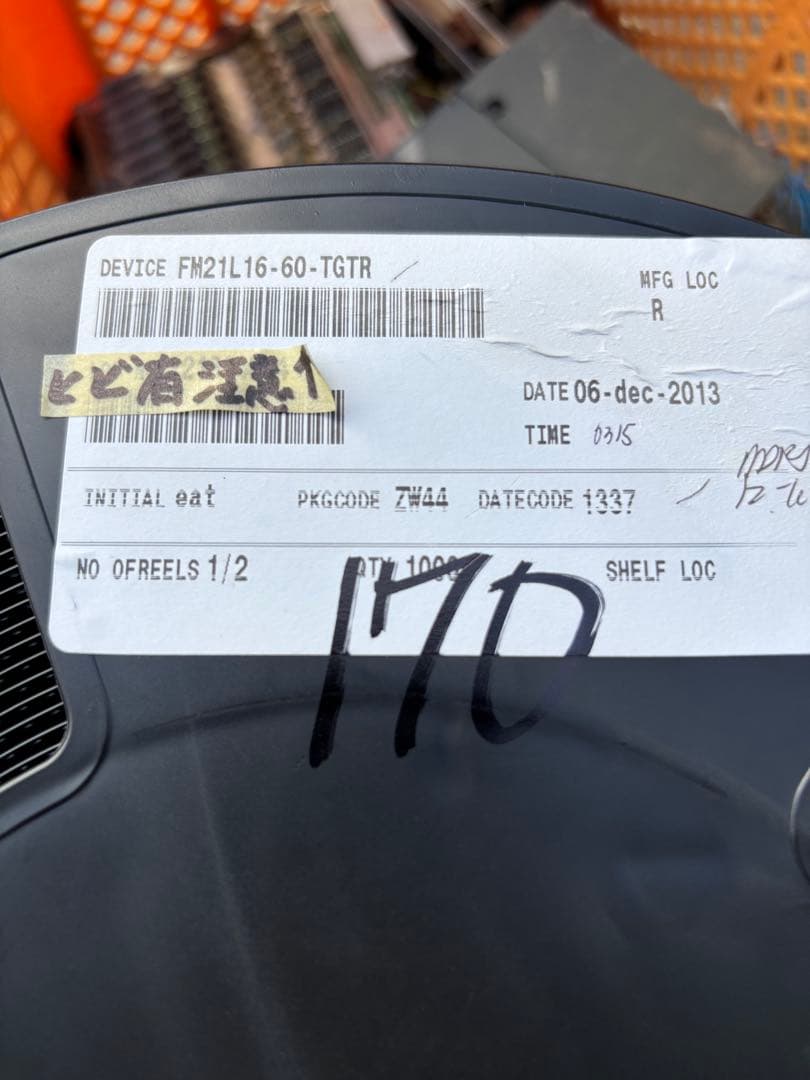 DEVICE FM21L16-60-TGTR
MFG LOC
R
ヒビ有 注意
DATE 06-dec-2013
TIME 0315
INITIAL eat PKGCODE ZW44 DATECODE 1337
NO OFREELS 1/2 QTY SHELF LOC
170